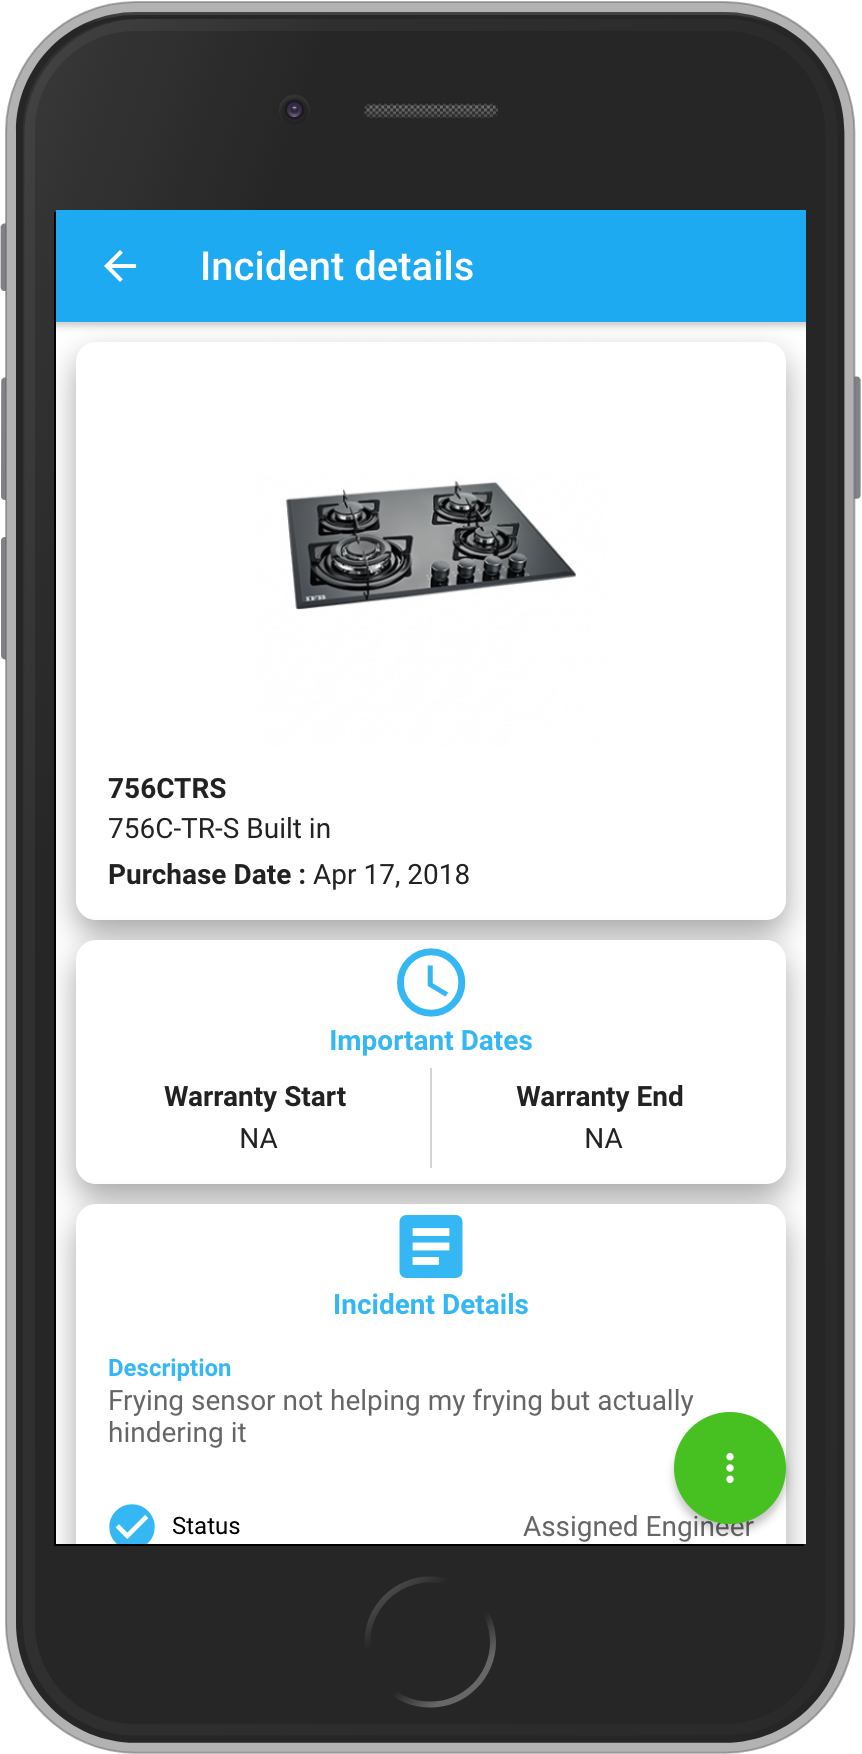 Incident details
IFB
756CTRS
756C-TR-S Built in
Purchase Date : Apr 17, 2018
Important Dates
Warranty Start
Warranty End
NA
NA
Incident Details
Description
Frying sensor not helping my frying but actually
hindering it
Status
Assigned Engineer